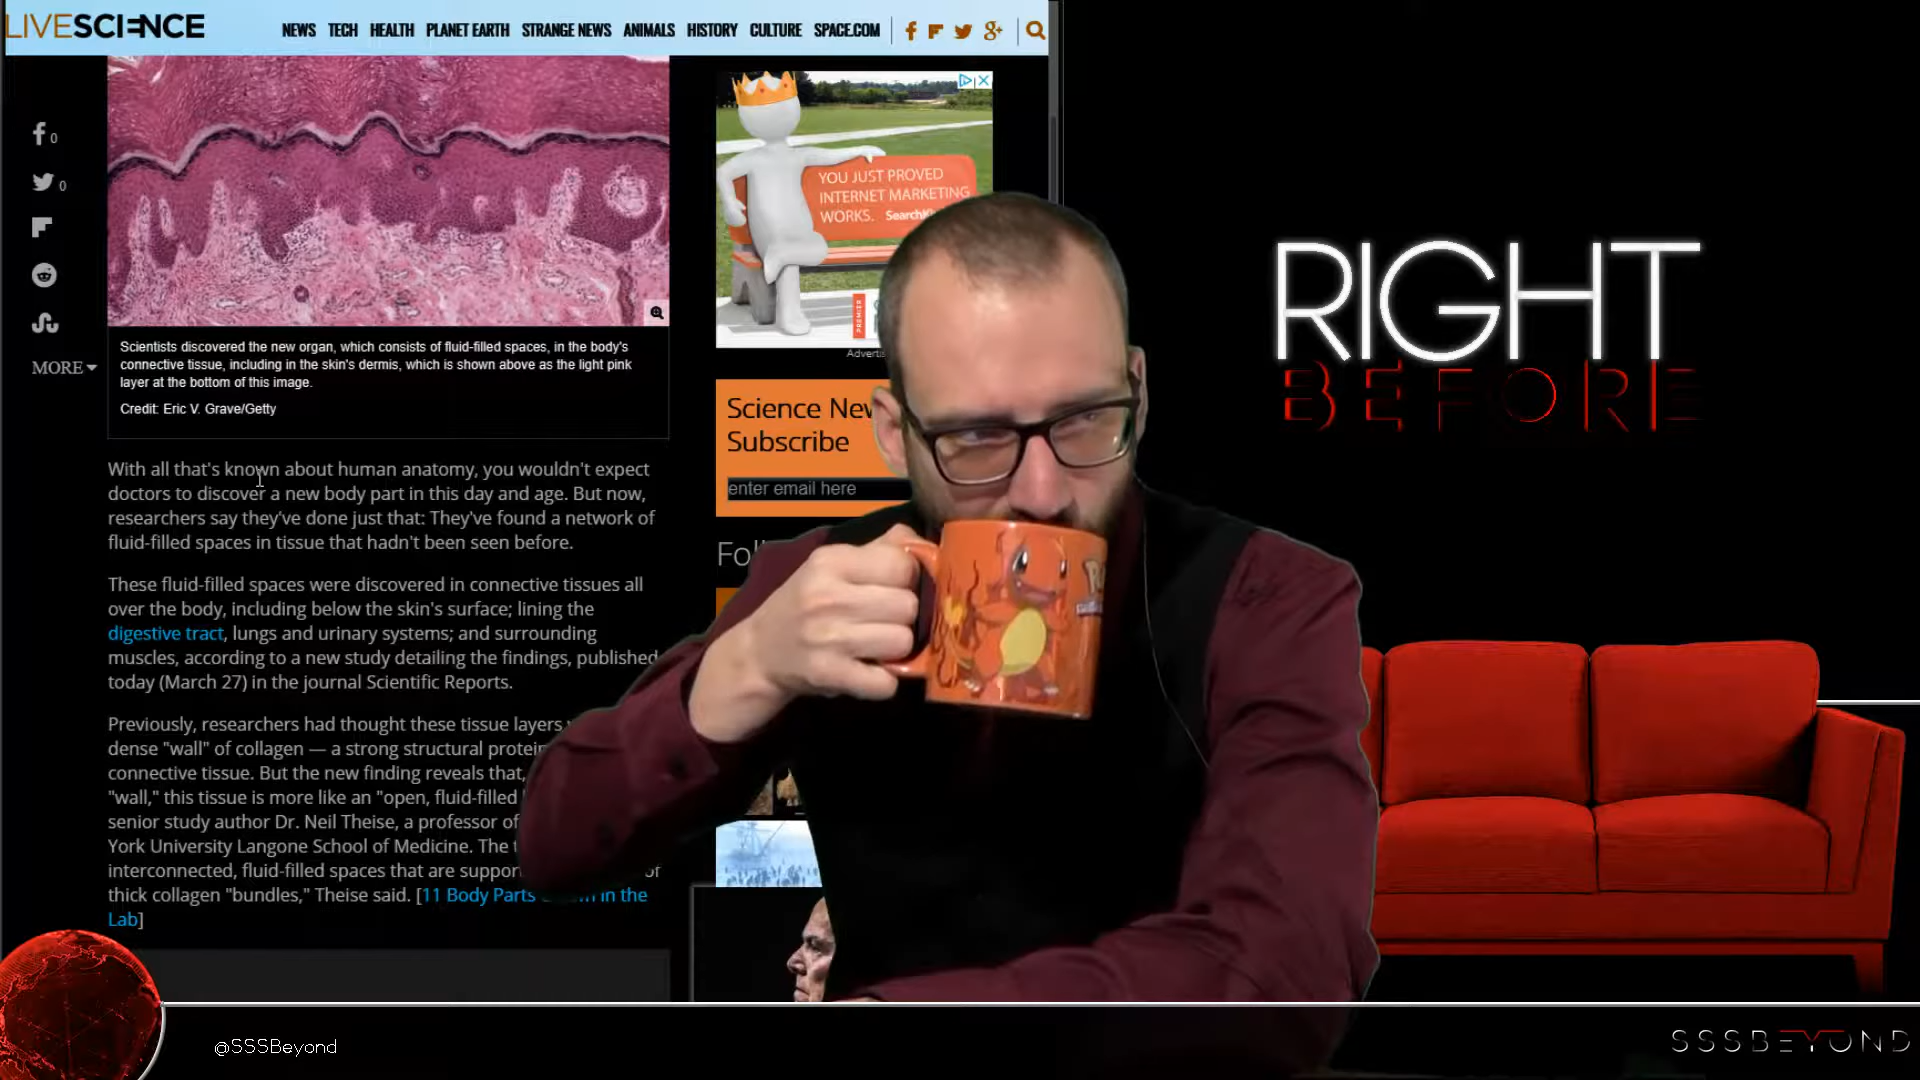 LIVESCIENCE
NEWS TECH HEALTH PLANET EARTH STRANGE NEWS ANIMALS HISTORY CULTURE SPACE.COM
0
0
MORE
Scientists discovered the new organ, which consists of fluid-filled spaces, in the body's
connective tissue, including in the skin's dermis, which is shown above as the light pink
layer at the bottom of this image.
Credit: Eric V. Grave/Getty
With all that's known about human anatomy, you wouldn't expect
doctors to discover a new body part in this day and age. But now,
researchers say they've done just that: They've found a network of
fluid-filled spaces in tissue that hadn't been seen before.
These fluid-filled spaces were discovered in connective tissues all
over the body, including below the skin's surface; lining the
digestive tract, lungs and urinary systems; and surrounding
muscles, according to a new study detailing the findings, published
today (March 27) in the journal Scientific Reports.
Previously, researchers had thought these tissue layers
dense "wall" of collagen — a strong structural protein
connective tissue. But the new finding reveals that,
"wall," this tissue is more like an "open, fluid-filled
senior study author Dr. Neil Theise, a professor of
York University Langone School of Medicine. The
interconnected, fluid-filled spaces that are of
thick collagen "bundles," Theise said. [11 Body Parts in the
Lab]
YOU JUST PROVED
INTERNET MARKETING
WORKS.
PREMIER
Science
Subscribe
enter email here
RIGHT
BEFORE
@SSSBeyond
SSSBEYOND